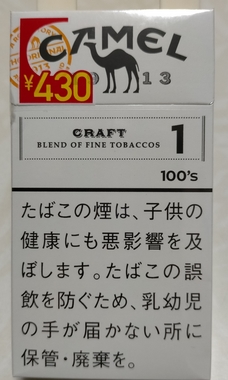 CAMEL
¥430
13
CRAFT
BLEND OF FINE TOBACCOS
1
100's
たばこの煙は、子供の
健康にも悪影響を及
ぼします。たばこの誤
飲を防ぐため、乳幼児
の手が届かない所に
保管・廃棄を。